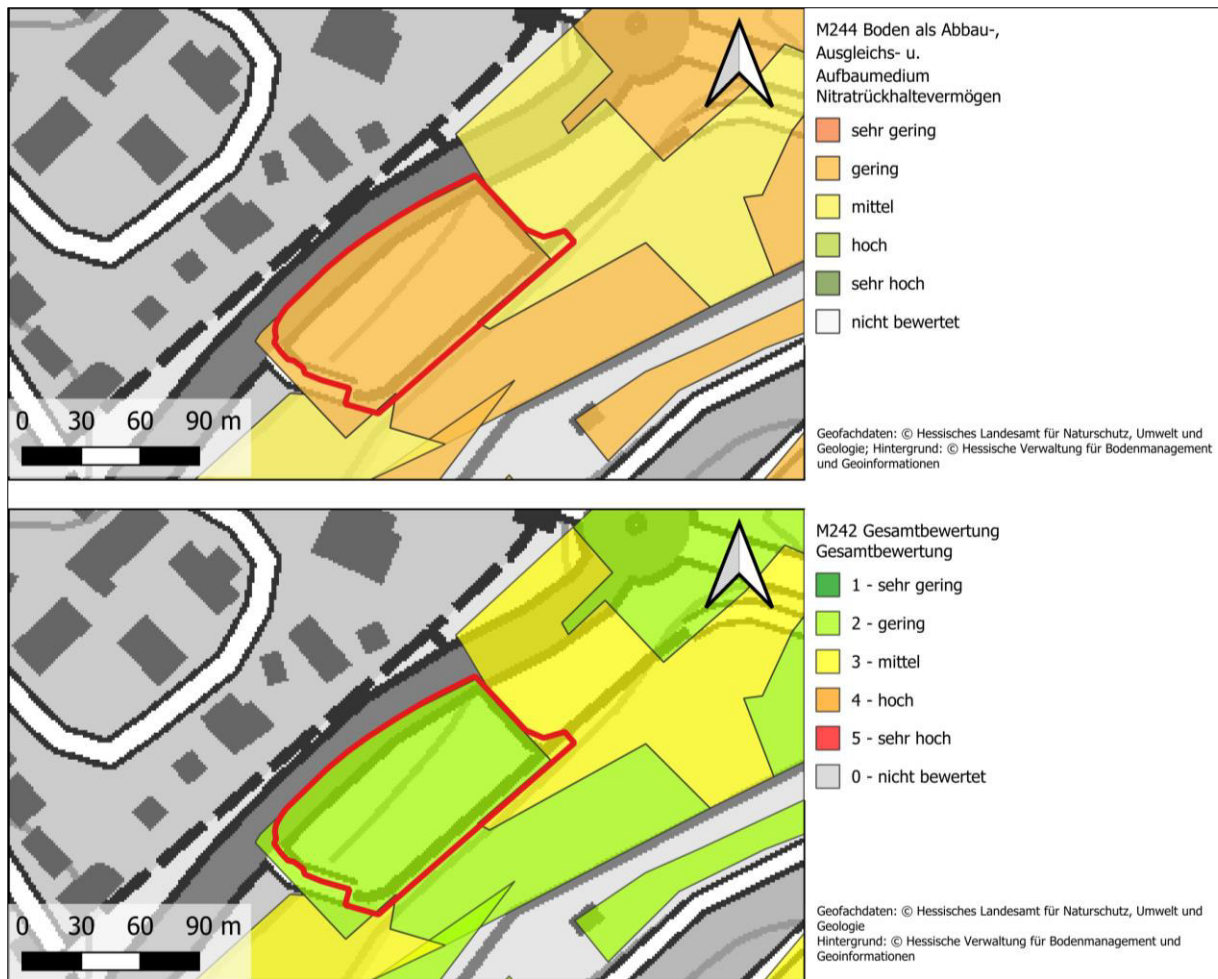 M244 Boden als Abbau-,
Ausgleichs- u.
Aufbaumedium
Nitratrückhaltevermögen
sehr gering
gering
mittel
hoch
sehr hoch
nicht bewertet
0 30 60 90 m
Geofachdaten: © Hessisches Landesamt für Naturschutz, Umwelt und
Geologie; Hintergrund: © Hessische Verwaltung für Bodenmanagement
und Geoinformationen
M242 Gesamtbewertung
Gesamtbewertung
1 - sehr gering
2 - gering
3 - mittel
4 - hoch
5 - sehr hoch
0 - nicht bewertet
0 30 60 90 m
Geofachdaten: © Hessisches Landesamt für Naturschutz, Umwelt und
Geologie
Hintergrund: © Hessische Verwaltung für Bodenmanagement und
Geoinformationen